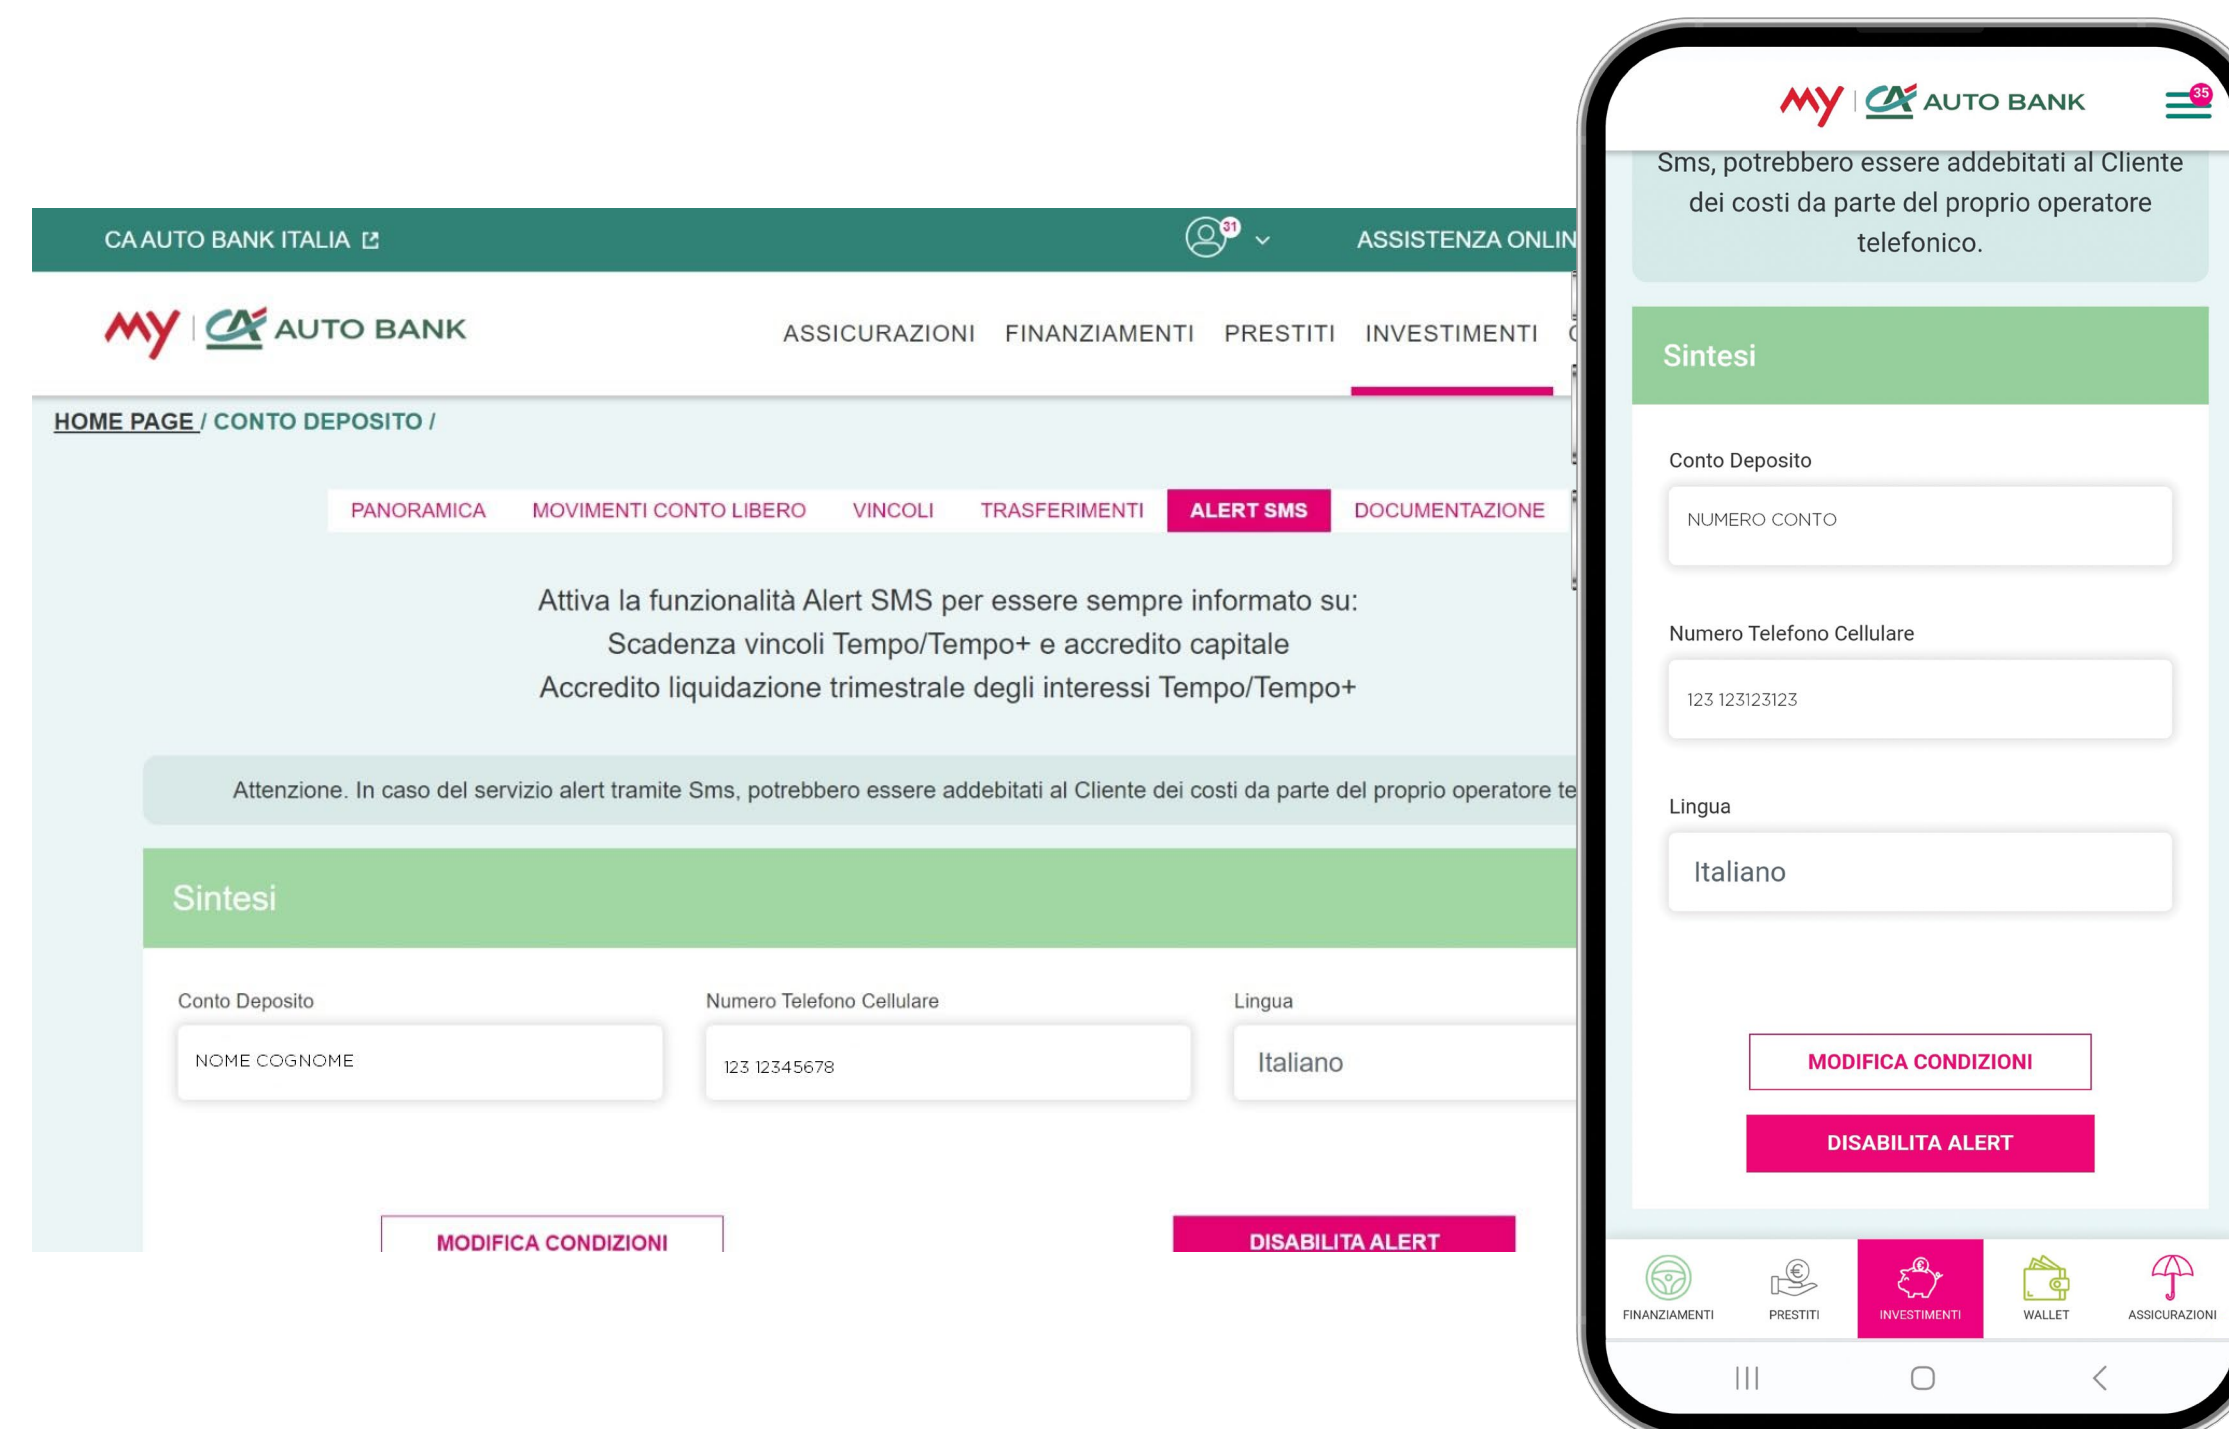 CA AUTO BANK ITALIA
31
ASSISTENZA ONLIN
MY CA AUTO BANK
ASSICURAZIONI FINANZIAMENTI PRESTITI INVESTIMENTI
HOME PAGE / CONTO DEPOSITO /
PANORAMICA MOVIMENTI CONTO LIBERO VINCOLI TRASFERIMENTI ALERT SMS DOCUMENTAZIONE
Attiva la funzionalità Alert SMS per essere sempre informato su:
Scadenza vincoli Tempo/Tempo+ e accredito capitale
Accredito liquidazione trimestrale degli interessi Tempo/Tempo+
Attenzione. In caso del servizio alert tramite Sms, potrebbero essere addebitati al Cliente dei costi da parte del proprio operatore te
Sintesi
Conto Deposito Numero Telefono Cellulare Lingua
NOME COGNOME 123 12345678 Italiano
MODIFICA CONDIZIONI DISABILITA ALERT
MY CA AUTO BANK
35
Sms, potrebbero essere addebitati al Cliente
dei costi da parte del proprio operatore
telefonico.
Sintesi
Conto Deposito
NUMERO CONTO
Numero Telefono Cellulare
123 123123123
Lingua
Italiano
MODIFICA CONDIZIONI
DISABILITA ALERT
FINANZIAMENTI PRESTITI INVESTIMENTI WALLET ASSICURAZIONI